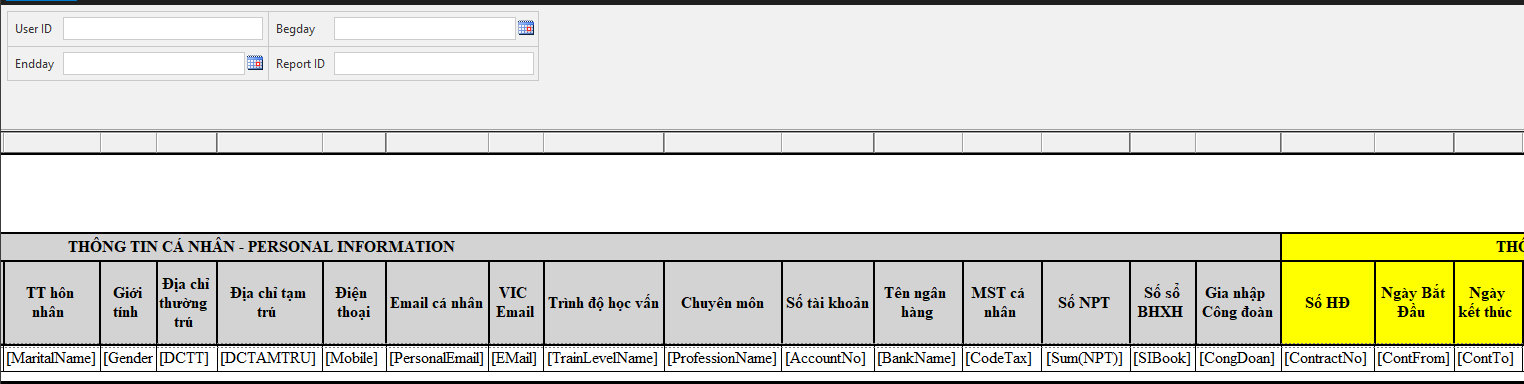 User ID
Begday
Endday
Report ID
THÔNG TIN CÁ NHÂN - PERSONAL INFORMATION
TT hôn
nhân
Giới
tính
Địa chỉ
thường
trú
Địa chỉ tạm
trú
Điện
thoại
Email cá nhân
VIC
Email
Trình độ học vấn
Chuyên môn
Số tài khoản
Tên ngân
hàng
MST cá
nhân
Số NPT
Số sổ
BHXH
Gia nhập
Công đoàn
Số HĐ
Ngày Bắt
Đầu
Ngày
kết thúc
[MaritalName] [Gender [DCTT] [DCTAMTRU] [Mobile] [PersonalEmail] [EMail] [TrainLevelName] [ProfessionName] [AccountNo] [BankName] [CodeTax] [Sum(NPT)] [SIBook] [CongDoan] [ContractNo] [ContFrom] [ContTo]